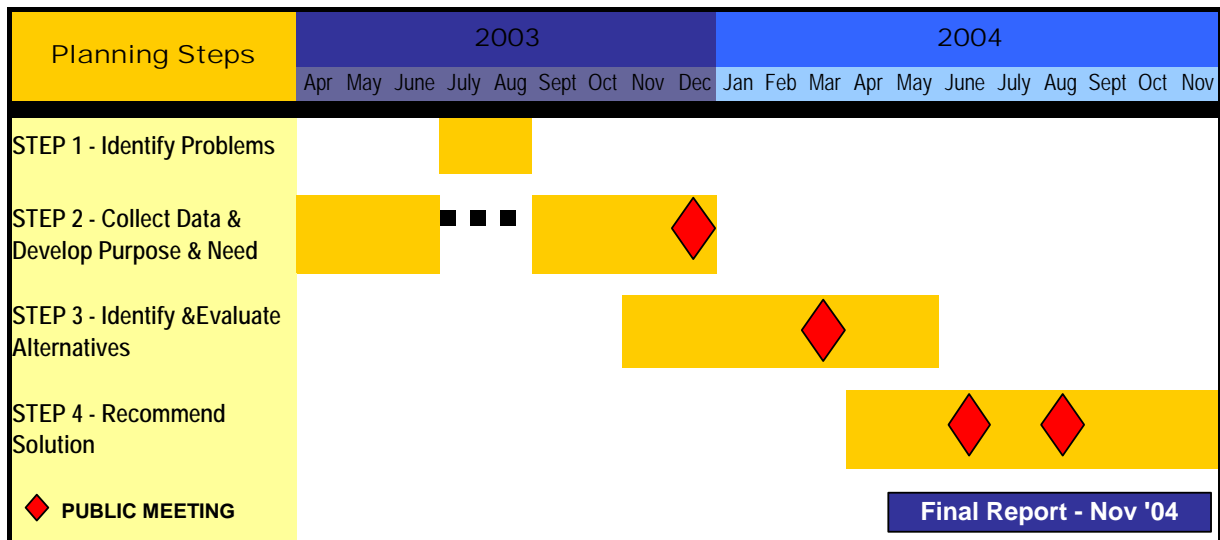 Planning Steps
2003
2004
Apr May June July Aug Sept Oct Nov Dec Jan Feb Mar Apr May June July Aug Sept Oct Nov
STEP 1 - Identify Problems
STEP 2 - Collect Data &
Develop Purpose & Need
STEP 3 - Identify &Evaluate
Alternatives
STEP 4 - Recommend
Solution
PUBLIC MEETING
Final Report - Nov '04